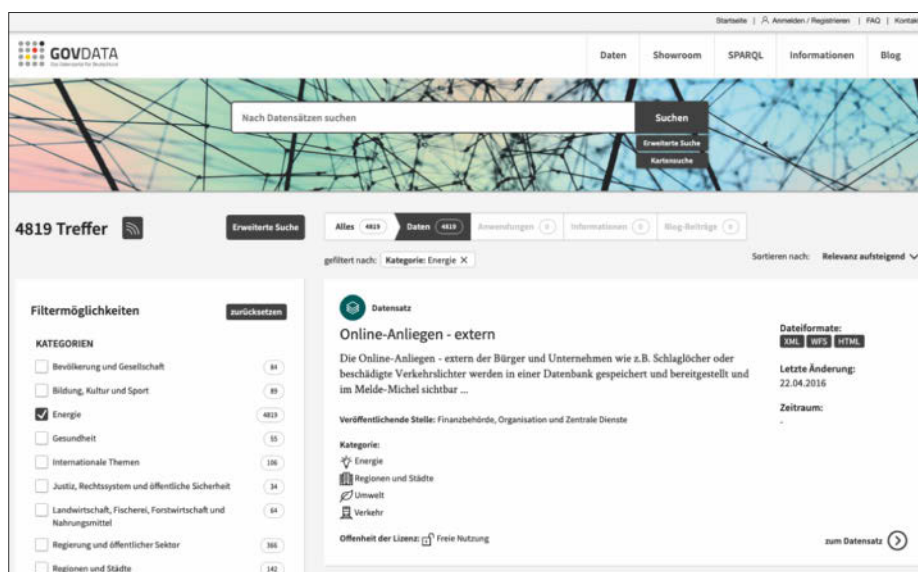 Startseite | Anmelden / Registrieren | FAQ | Kontakt
GOVDATA
Das Datenportal für Deutschland
Daten Showroom SPARQL Informationen Blog
Nach Datensätzen suchen Suchen
Erweiterte Suche
Kartensuche
4819 Treffer Erweiterte Suche Alles 4819 Daten 4819 Anwendungen 0 Informationen 0 Blog-Beiträge 0
gefiltert nach: Kategorie: Energie X Sortieren nach: Relevanz aufsteigend
Filtermöglichkeiten zurücksetzen
KATEGORIEN
Bevölkerung und Gesellschaft 84
Bildung, Kultur und Sport 89
Energie 4819
Gesundheit 55
Internationale Themen 106
Justiz, Rechtssystem und öffentliche Sicherheit 34
Landwirtschaft, Fischerei, Forstwirtschaft und
Nahrungsmittel 64
Regierung und öffentlicher Sektor 366
Regionen und Städte 142
Datensatz
Online-Anliegen - extern
Die Online-Anliegen - extern der Bürger und Unternehmen wie z.B. Schlaglöcher oder
beschädigte Verkehrslichter werden in einer Datenbank gespeichert und bereitgestellt und
im Melde-Michel sichtbar ...
Veröffentlichende Stelle: Finanzbehörde, Organisation und Zentrale Dienste
Kategorie:
Energie
Regionen und Städte
Umwelt
Verkehr
Offenheit der Lizenz: Freie Nutzung
Dateiformate:
XML WFS HTML
Letzte Änderung:
22.04.2016
Zeitraum:
-
zum Datensatz